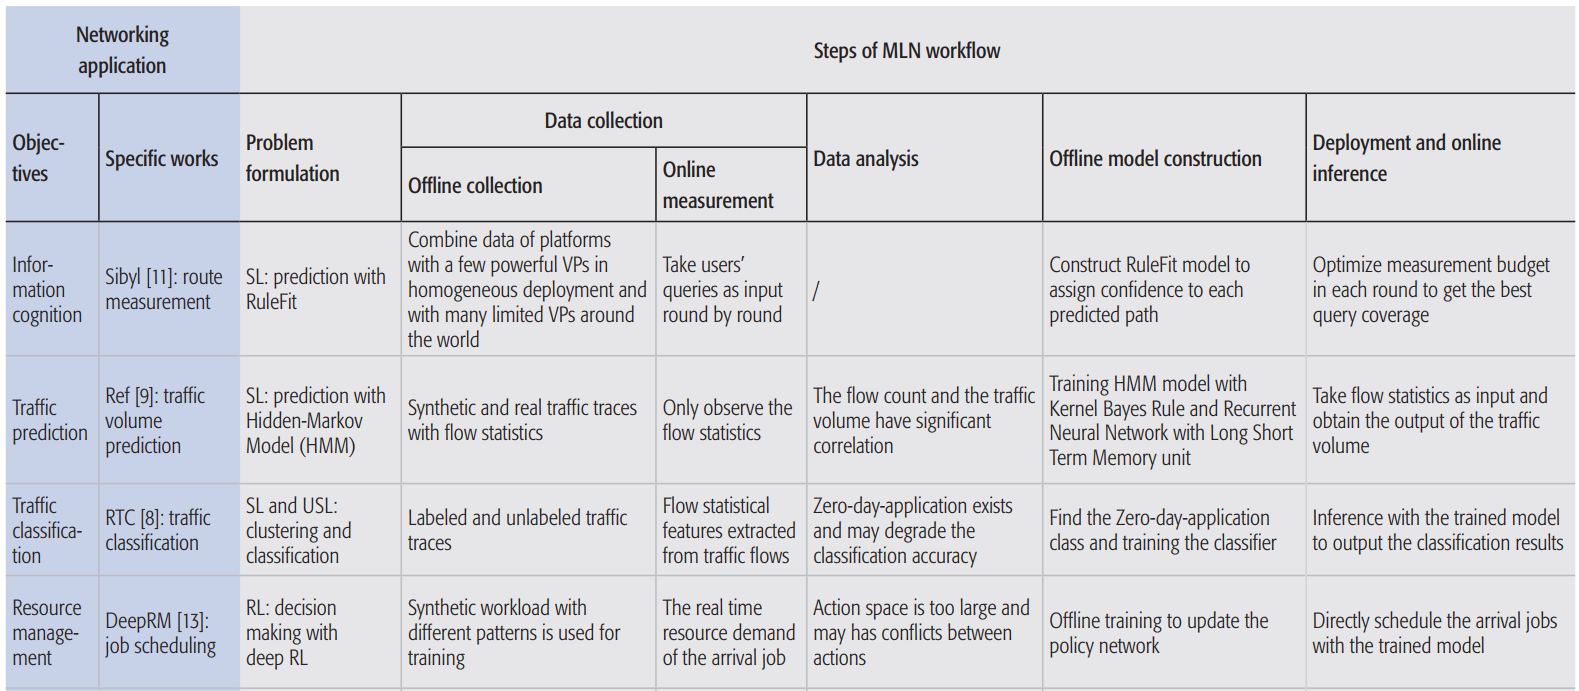 Networking
application
Steps of MLN workflow
Objec-
tives
Specific works
Problem
formulation
Data collection
Offline collection
Online
measurement
Data analysis
Offline model construction
Deployment and online
inference
Infor-
mation
cognition
Sibyl [11]: route
measurement
SL: prediction with
RuleFit
Combine data of platforms
with a few powerful VPs in
homogeneous deployment and
with many limited VPs around
the world
Take users’
queries as input
round by round
/
Construct RuleFit model to
assign confidence to each
predicted path
Optimize measurement budget
in each round to get the best
query coverage
Traffic
prediction
Ref [9]: traffic
volume
prediction
SL: prediction with
Hidden-Markov
Model (HMM)
Synthetic and real traffic traces
with flow statistics
Only observe the
flow statistics
The flow count and the traffic
volume have significant
correlation
Training HMM model with
Kernel Bayes Rule and Recurrent
Neural Network with Long Short
Term Memory unit
Take flow statistics as input and
obtain the output of the traffic
volume
Traffic
classifica-
tion
RTC [8]: traffic
classification
SL and USL:
clustering and
classification
Labeled and unlabeled traffic
traces
Flow statistical
features extracted
from traffic flows
Zero-day-application exists
and may degrade the
classification accuracy
Find the Zero-day-application
class and training the classifier
Inference with the trained model
to output the classification results
Resource
manage-
ment
DeepRM [13]:
job scheduling
RL: decision
making with
deep RL
Synthetic workload with
different patterns is used for
training
The real time
resource demand
of the arrival job
Action space is too large and
may has conflicts between
actions
Offline training to update the
policy network
Directly schedule the arrival jobs
with the trained model